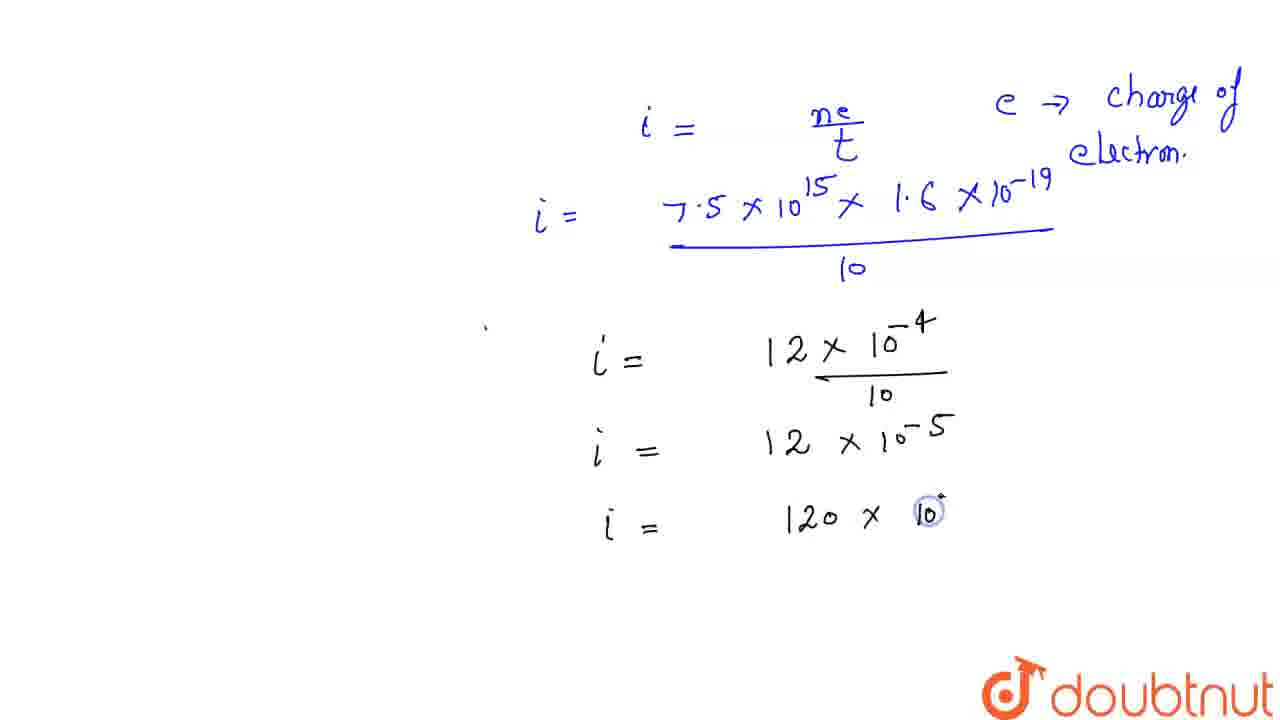 i = ne/t e → charge of electron.
i = 7.5 × 10^15 × 1.6 × 10^-19 / 10
i = 12 × 10^-4 / 10
i = 12 × 10^-5
i = 120 × 10
doubtnut